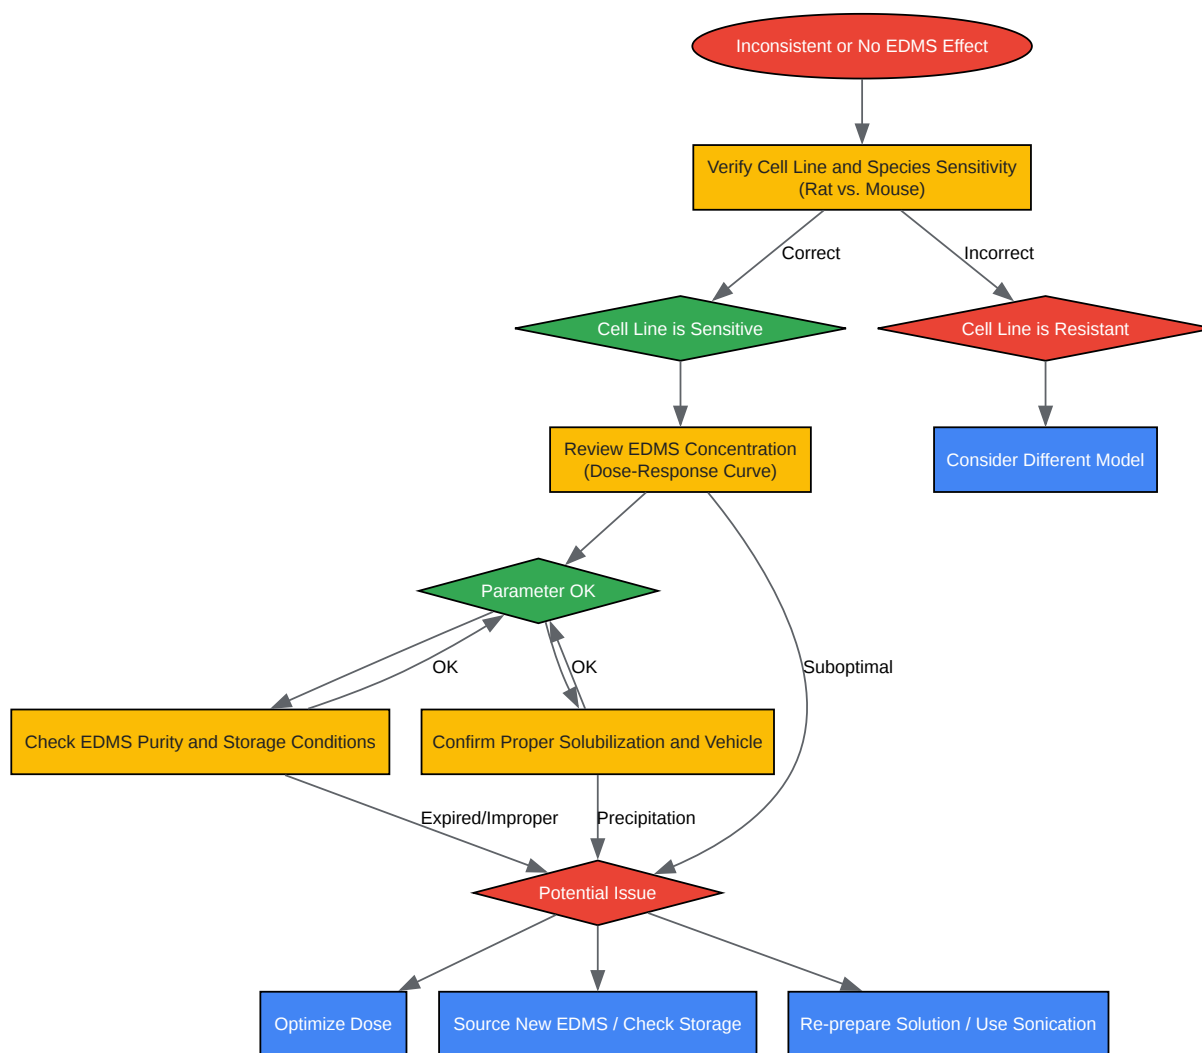 Inconsistent or No EDMS Effect
Verify Cell Line and Species Sensitivity
(Rat vs. Mouse)
Correct
Incorrect
Cell Line is Sensitive
Cell Line is Resistant
Review EDMS Concentration
(Dose-Response Curve)
Consider Different Model
Parameter OK
OK
OK
Suboptimal
Check EDMS Purity and Storage Conditions
Confirm Proper Solubilization and Vehicle
Expired/Improper
Precipitation
Potential Issue
Optimize Dose
Source New EDMS / Check Storage
Re-prepare Solution / Use Sonication